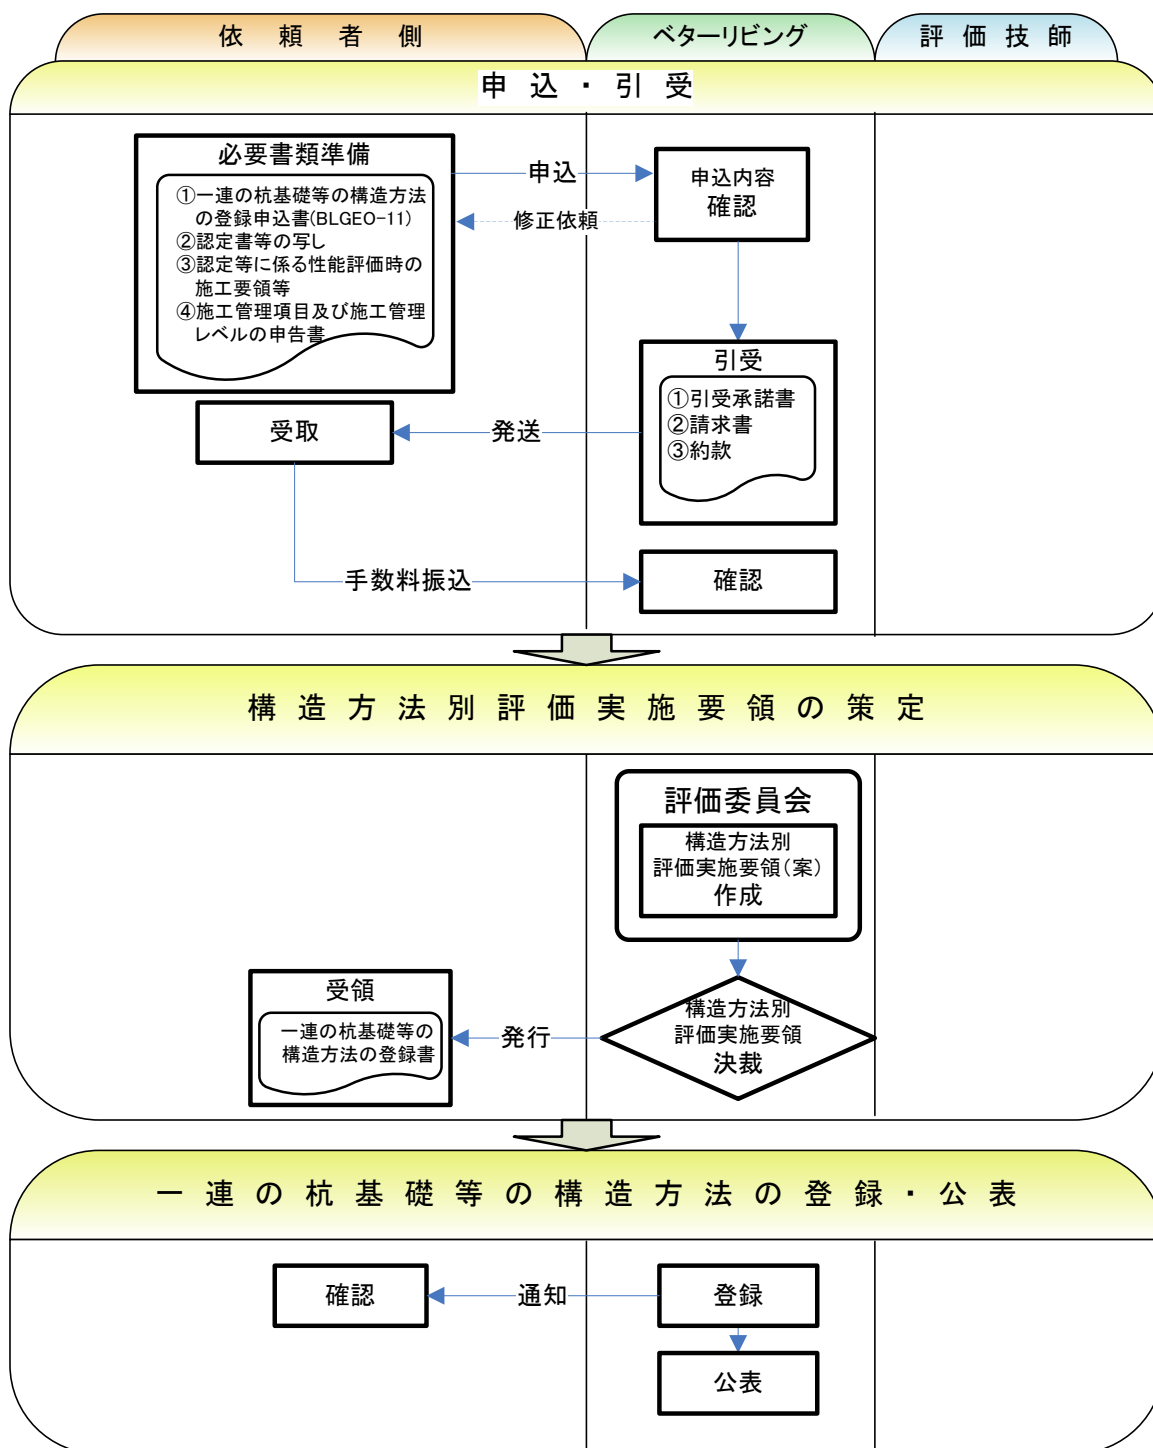 依頼者側
ベターリビング
評価技師
申込・引受
必要書類準備
①一連の杭基礎等の構造方法
の登録申込書(BLGEO-11)
②認定書等の写し
③認定等に係る性能評価時の
施工要領等
④施工管理項目及び施工管理
レベルの申告書
申込
修正依頼
申込内容
確認
引受
①引受承諾書
②請求書
③約款
発送
受取
手数料振込
確認
構造方法別評価実施要領の策定
評価委員会
構造方法別
評価実施要領(案)
作成
構造方法別
評価実施要領
決裁
発行
受領
一連の杭基礎等の
構造方法の登録書
一連の杭基礎等の構造方法の登録・公表
確認
通知
登録
公表